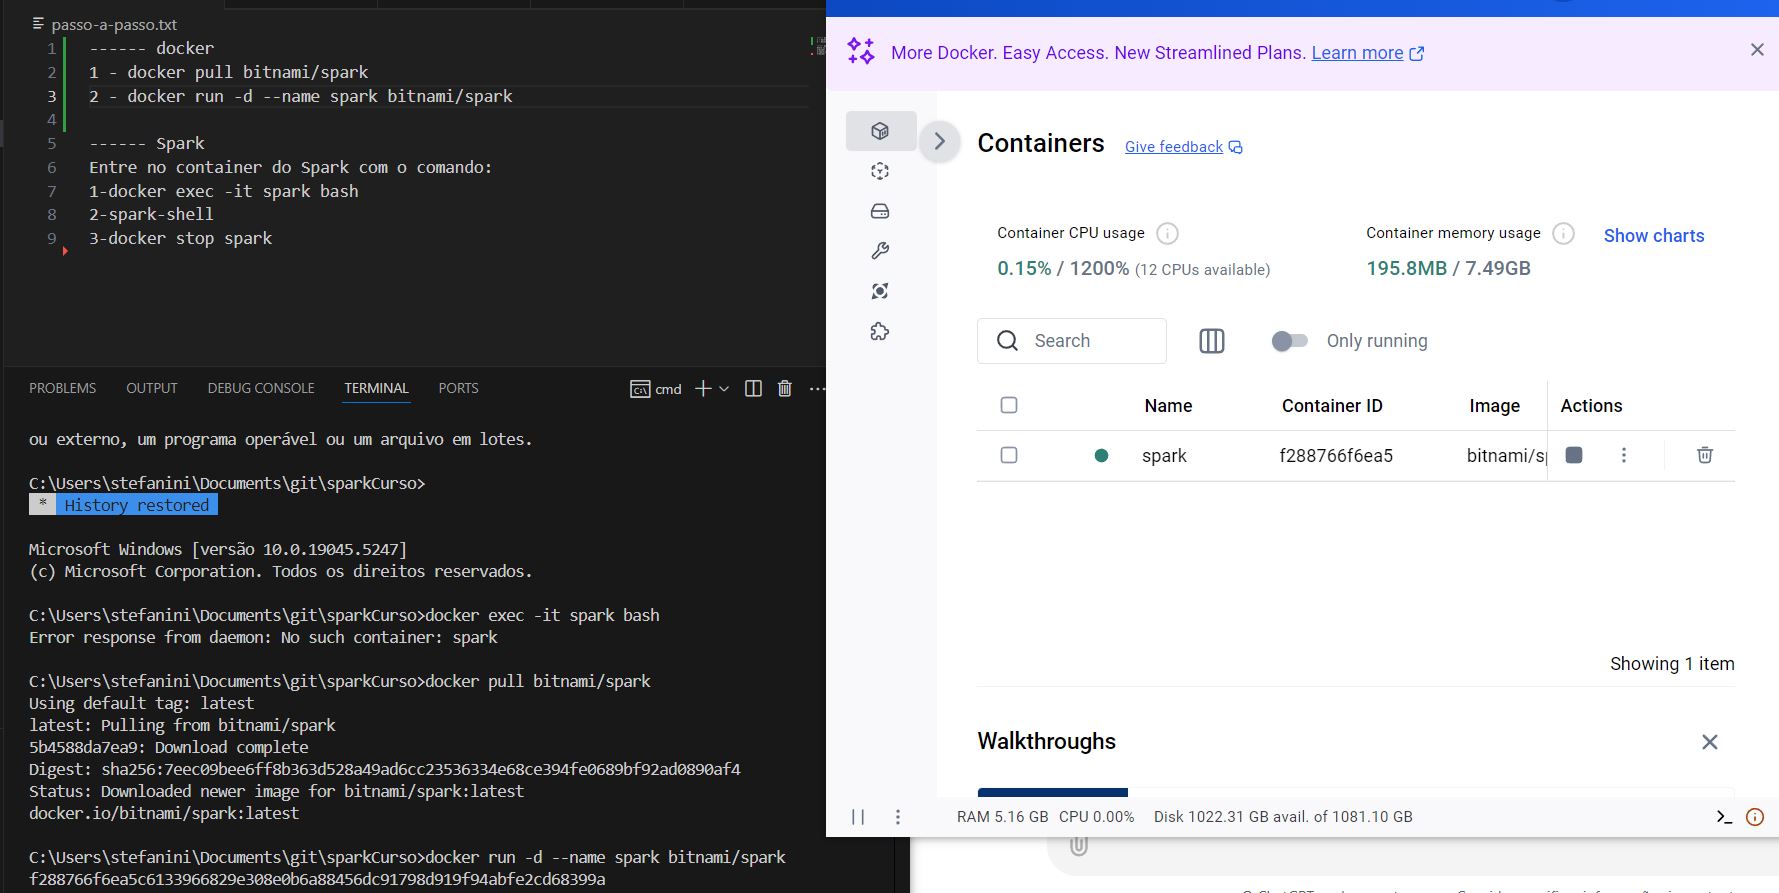 passo-a-passo.txt
1 ------ docker
2 1 - docker pull bitnami/spark
3 2 - docker run -d --name spark bitnami/spark
4
5 ------ Spark
6 Entre no container do Spark com o comando:
7 1-docker exec -it spark bash
8 2-spark-shell
9 3-docker stop spark
PROBLEMS OUTPUT DEBUG CONSOLE TERMINAL PORTS cmd
ou externo, um programa operável ou um arquivo em lotes.
C:\Users\stefanini\Documents\git\sparkCurso>
* History restored
Microsoft Windows [versão 10.0.19045.5247]
(c) Microsoft Corporation. Todos os direitos reservados.
C:\Users\stefanini\Documents\git\sparkCurso>docker exec -it spark bash
Error response from daemon: No such container: spark
C:\Users\stefanini\Documents\git\sparkCurso>docker pull bitnami/spark
Using default tag: latest
latest: Pulling from bitnami/spark
5b4588da7ea9: Download complete
Digest: sha256:7eec09bee6ff8b363d528a49ad6cc23536334e68ce394fe0689bf92ad0890af4
Status: Downloaded newer image for bitnami/spark:latest
docker.io/bitnami/spark:latest
C:\Users\stefanini\Documents\git\sparkCurso>docker run -d --name spark bitnami/spark
f288766f6ea5c6133966829e308e0b6a88456dc91798d919f94abfe2cd68399a
More Docker. Easy Access. New Streamlined Plans. Learn more
Containers Give feedback
Container CPU usage
0.15% / 1200% (12 CPUs available)
Container memory usage
195.8MB / 7.49GB
Show charts
Search
Only running
Name Container ID Image Actions
spark f288766f6ea5 bitnami/sp
Showing 1 item
Walkthroughs
RAM 5.16 GB CPU 0.00% Disk 1022.31 GB avail. of 1081.10 GB